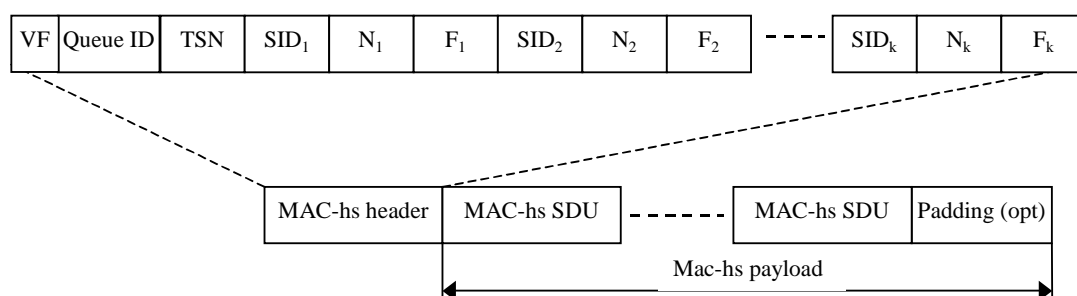 VF Queue ID TSN SID₁ N₁ F₁ SID₂ N₂ F₂ SIDₖ Nₖ Fₖ
MAC-hs header MAC-hs SDU MAC-hs SDU Padding (opt)
Mac-hs payload